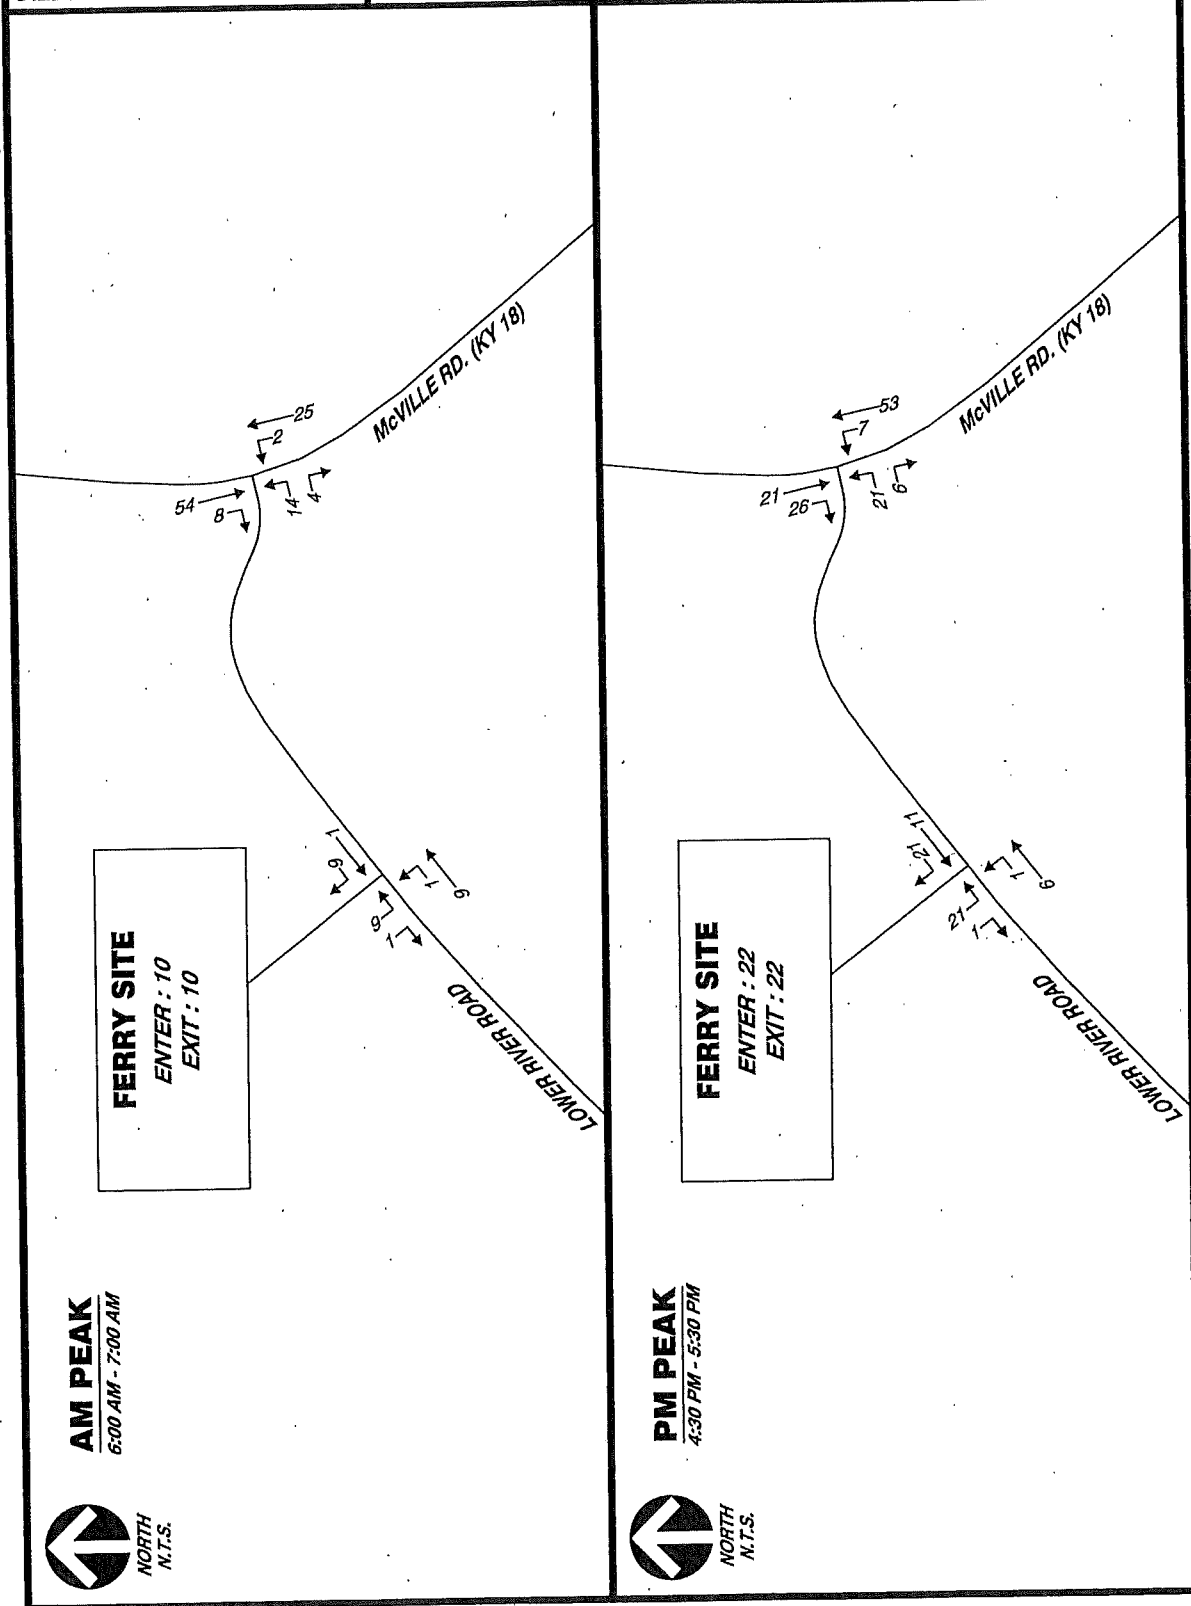 AM PEAK
6:00 AM - 7:00 AM
NORTH
N.T.S.
FERRY SITE
ENTER : 10
EXIT : 10
LOWER RIVER ROAD
McVILLE RD. (KY 18)
1
9
9
1
1
9
54
8
14
4
2
25
PM PEAK
4:30 PM - 5:30 PM
NORTH
N.T.S.
FERRY SITE
ENTER : 22
EXIT : 22
LOWER RIVER ROAD
McVILLE RD. (KY 18)
11
21
21
1
1
6
21
26
21
6
7
53